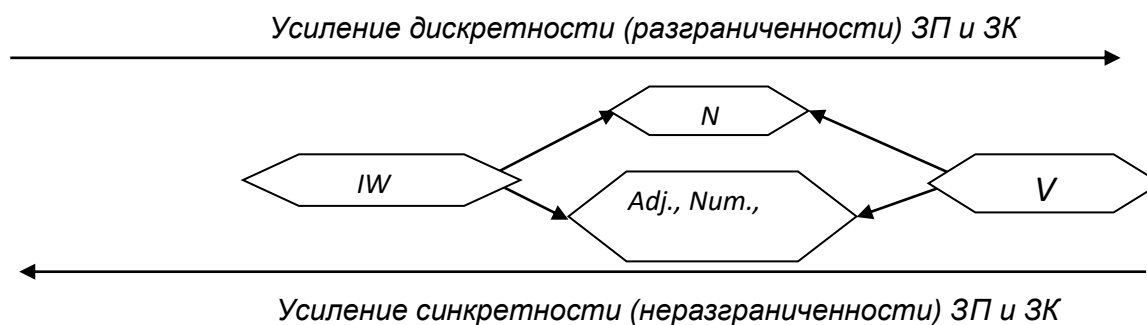 Усиление дискретности (разграниченности) ЗП и ЗК
N
IW
V
Adj., Num.,
Усиление синкретности (неразграниченности) ЗП и ЗК